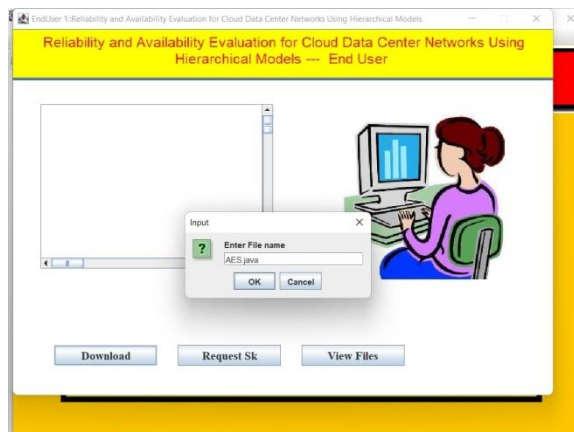 EndUser 1::Reliability and Availability Evaluation for Cloud Data Center Networks Using Hierarchical Models
Reliability and Availability Evaluation for Cloud Data Center Networks Using
Hierarchical Models --- End User
Input
Enter File name
AES.java
OK Cancel
Download Request Sk View Files